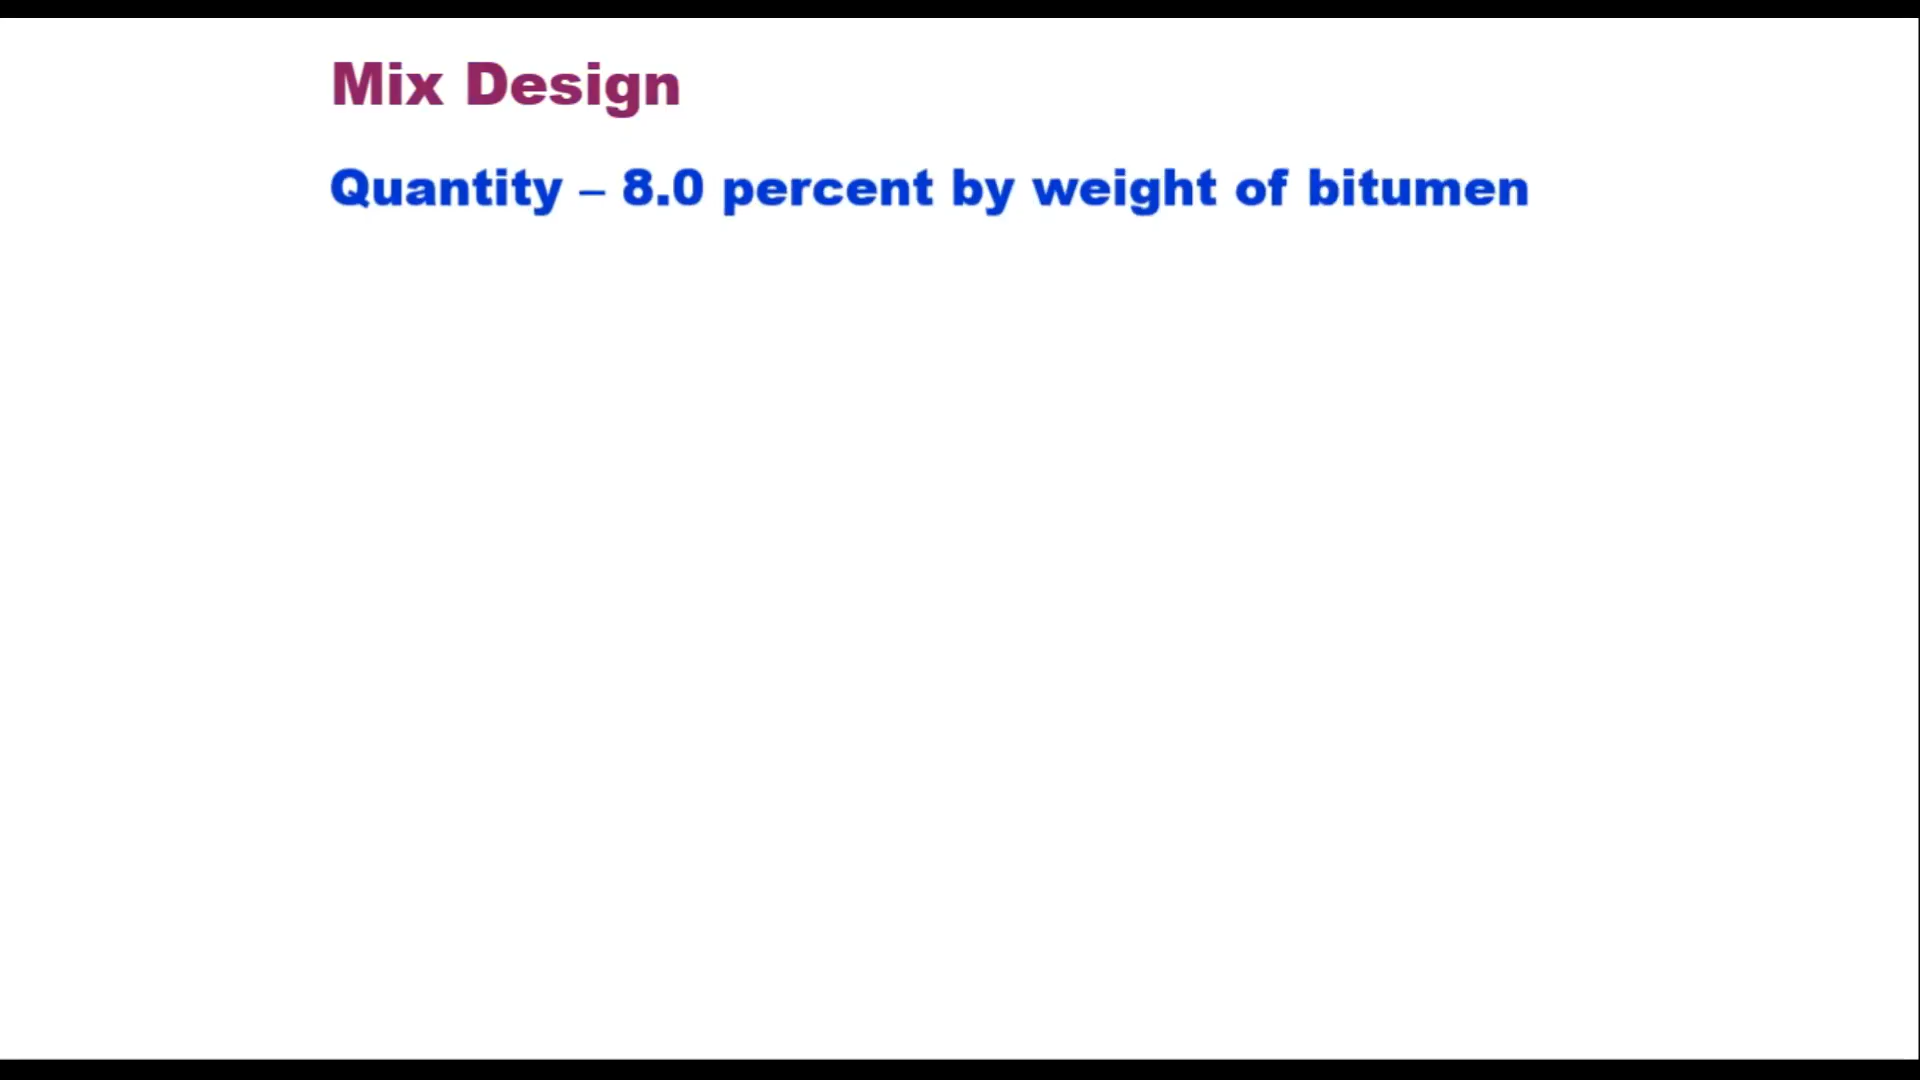 Mix Design
Quantity – 8.0 percent by weight of bitumen